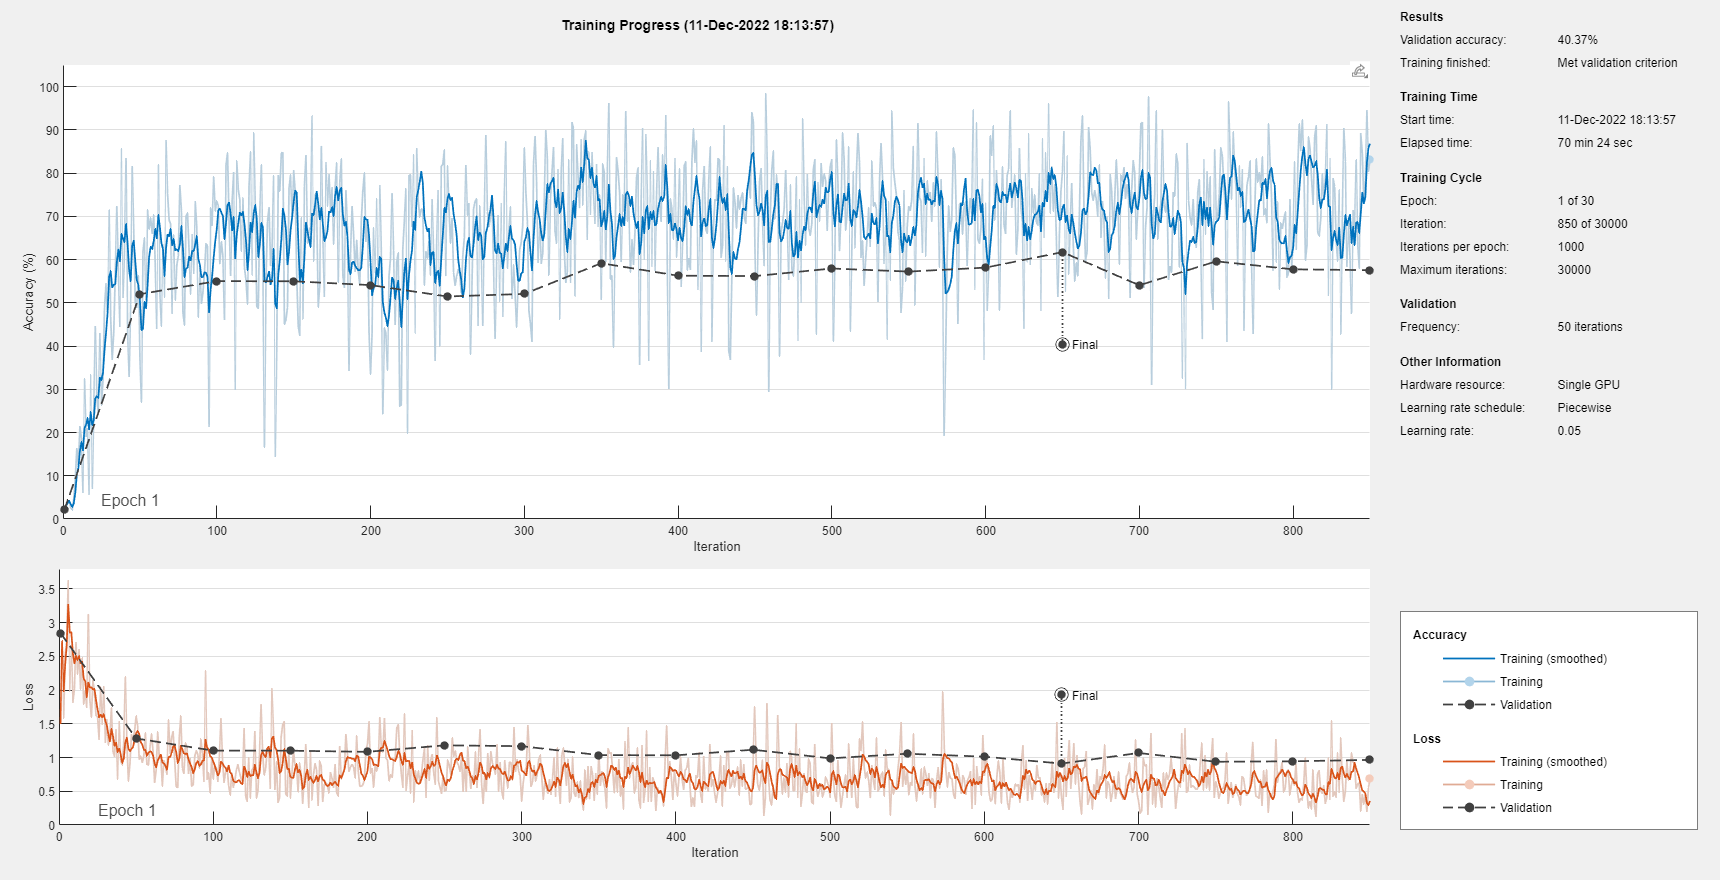 Training Progress (11-Dec-2022 18:13:57)
100
90
80
70
60
50
40
30
20
10
0
Accuracy (%)
Final
Epoch 1
0 100 200 300 400 500 600 700 800
Iteration
3.5
3
2.5
2
1.5
1
0.5
0
Loss
Final
Epoch 1
0 100 200 300 400 500 600 700 800
Iteration
Results
Validation accuracy: 40.37%
Training finished: Met validation criterion
Training Time
Start time: 11-Dec-2022 18:13:57
Elapsed time: 70 min 24 sec
Training Cycle
Epoch: 1 of 30
Iteration: 850 of 30000
Iterations per epoch: 1000
Maximum iterations: 30000
Validation
Frequency: 50 iterations
Other Information
Hardware resource: Single GPU
Learning rate schedule: Piecewise
Learning rate: 0.05
Accuracy
Training (smoothed)
Training
Validation
Loss
Training (smoothed)
Training
Validation